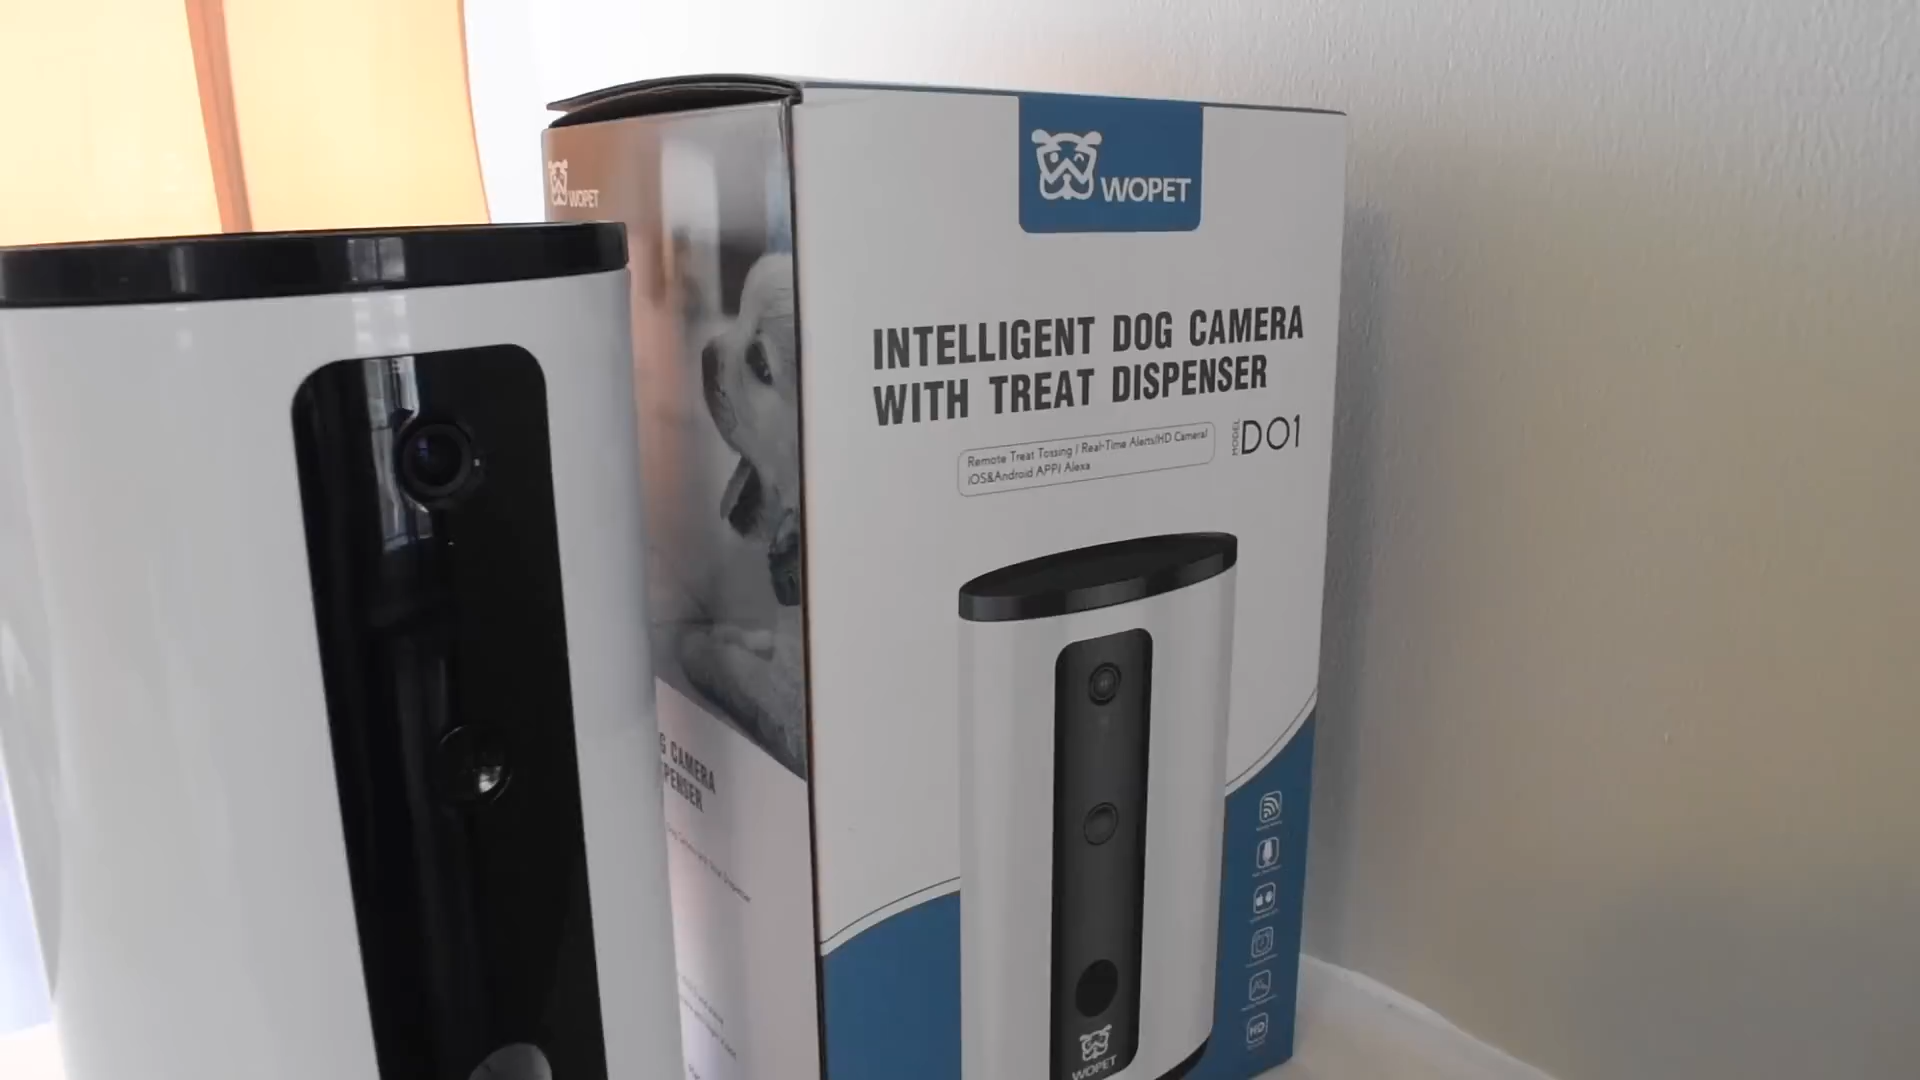 WOPET
WOPET
INTELLIGENT DOG CAMERA
WITH TREAT DISPENSER
MODEL D01
Remote Treat Tossing / Real-Time Alerts/HD Camera/
iOS&Android APP/ Alexa
G CAMERA
PENSER
HD
WOPET